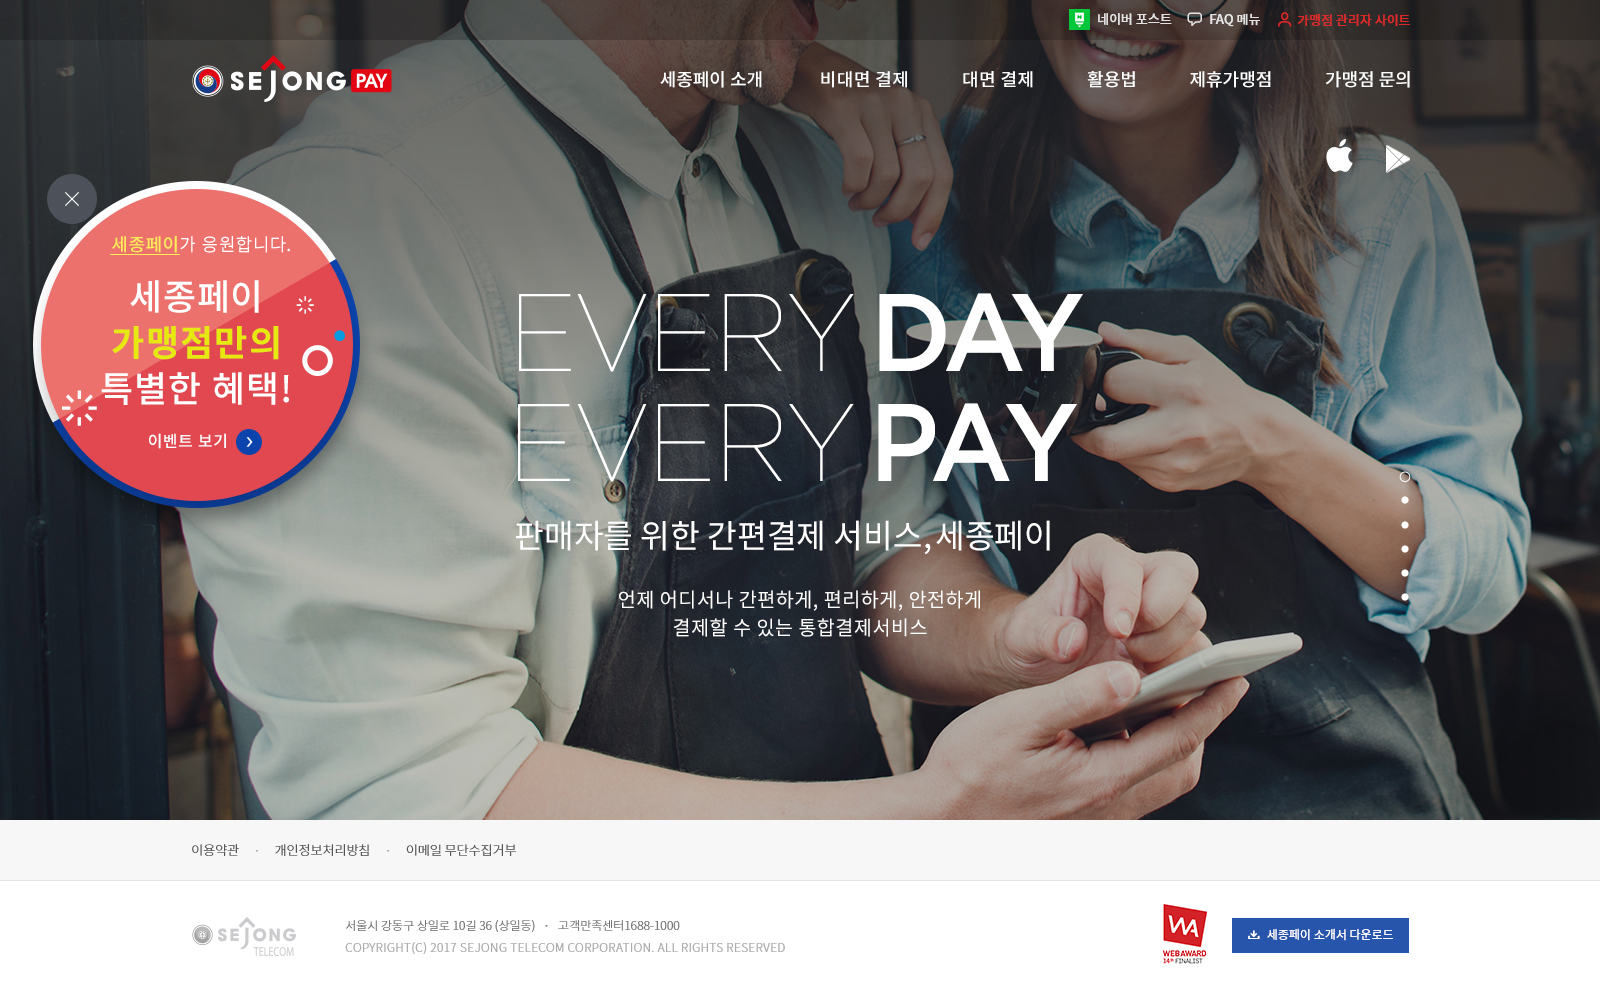 네이버 포스트
FAQ 메뉴
가맹점 관리자 사이트
SEJONG PAY
세종페이 소개
비대면 결제
대면 결제
활용법
제휴가맹점
가맹점 문의
세종페이가 응원합니다.
세종페이
가맹점만의
특별한 혜택!
이벤트 보기
EVERY DAY
EVERY PAY
판매자를 위한 간편결제 서비스, 세종페이
언제 어디서나 간편하게, 편리하게, 안전하게
결제할 수 있는 통합결제서비스
이용약관 · 개인정보처리방침 · 이메일 무단수집거부
SEJONG
TELECOM
서울시 강동구 상일로 10길 36 (상일동) · 고객만족센터1688-1000
COPYRIGHT(C) 2017 SEJONG TELECOM CORPORATION. ALL RIGHTS RESERVED
WA
WEB AWARD
14th FINALIST
세종페이 소개서 다운로드